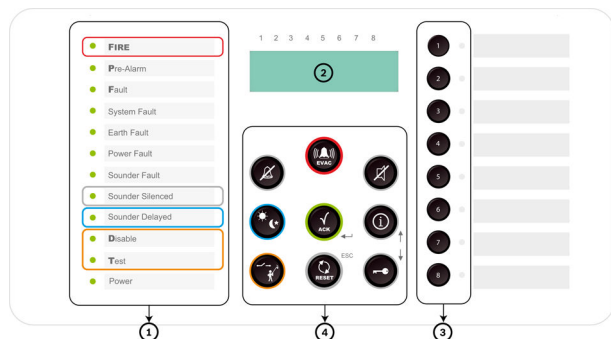 FIRE
Pre-Alarm
Fault
System Fault
Earth Fault
Power Fault
Sounder Fault
Sounder Silenced
Sounder Delayed
Disable
Test
Power
1
1 2 3 4 5 6 7 8
2
EVAC
ACK
ESC
RESET
4
1
2
3
4
5
6
7
8
3